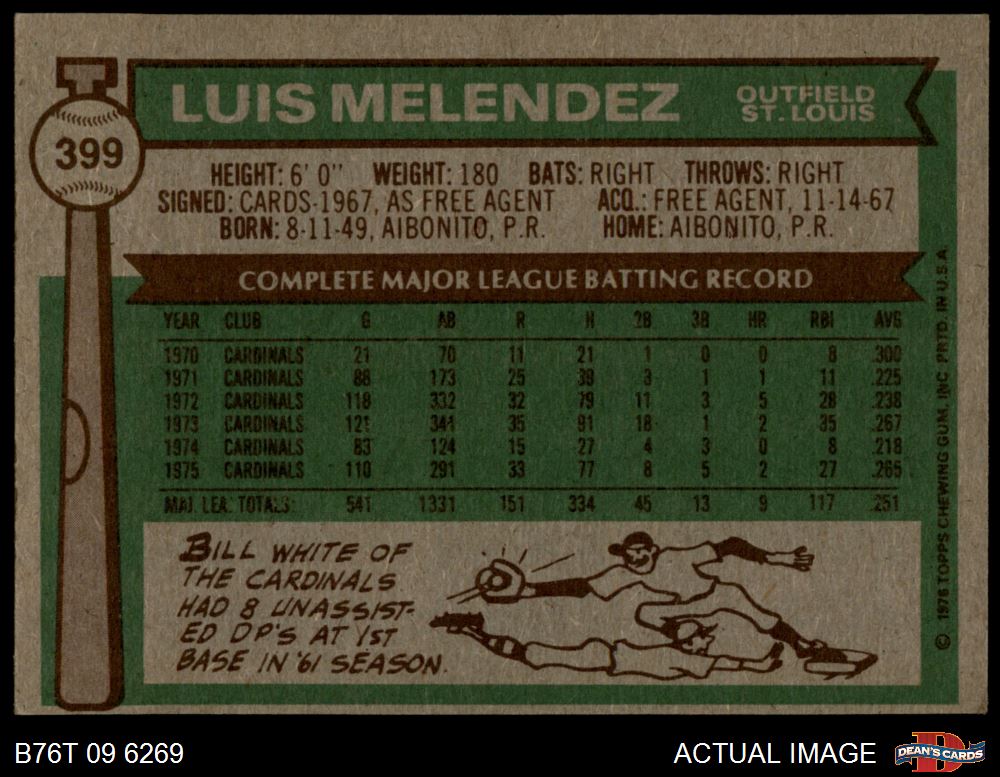 T
399
LUIS MELENDEZ
OUTFIELD
ST. LOUIS
HEIGHT: 6' 0" WEIGHT: 180 BATS: RIGHT THROWS: RIGHT
SIGNED: CARDS-1967, AS FREE AGENT ACQ.: FREE AGENT, 11-14-67
BORN: 8-11-49, AIBONITO, P.R. HOME: AIBONITO, P.R.
COMPLETE MAJOR LEAGUE BATTING RECORD
YEAR CLUB G AB R H 2B 3B HR RBI AVG
1970 CARDINALS 21 70 11 21 1 0 0 8 .300
1971 CARDINALS 88 173 25 39 3 1 1 11 .225
1972 CARDINALS 118 332 32 79 11 3 5 28 .238
1973 CARDINALS 121 341 35 91 18 1 2 35 .267
1974 CARDINALS 83 124 15 27 4 3 0 8 .218
1975 CARDINALS 110 291 33 77 8 5 2 27 .265
MAJ. LEA. TOTALS: 541 1331 151 334 45 13 9 117 .251
BILL WHITE OF
THE CARDINALS
HAD 8 UNASSIST-
ED DP'S AT 1ST
BASE IN '61 SEASON.
© 1976 TOPPS CHEWING GUM, INC PRTD. IN U.S.A.
B76T 09 6269
ACTUAL IMAGE
D
DEAN'S CARDS